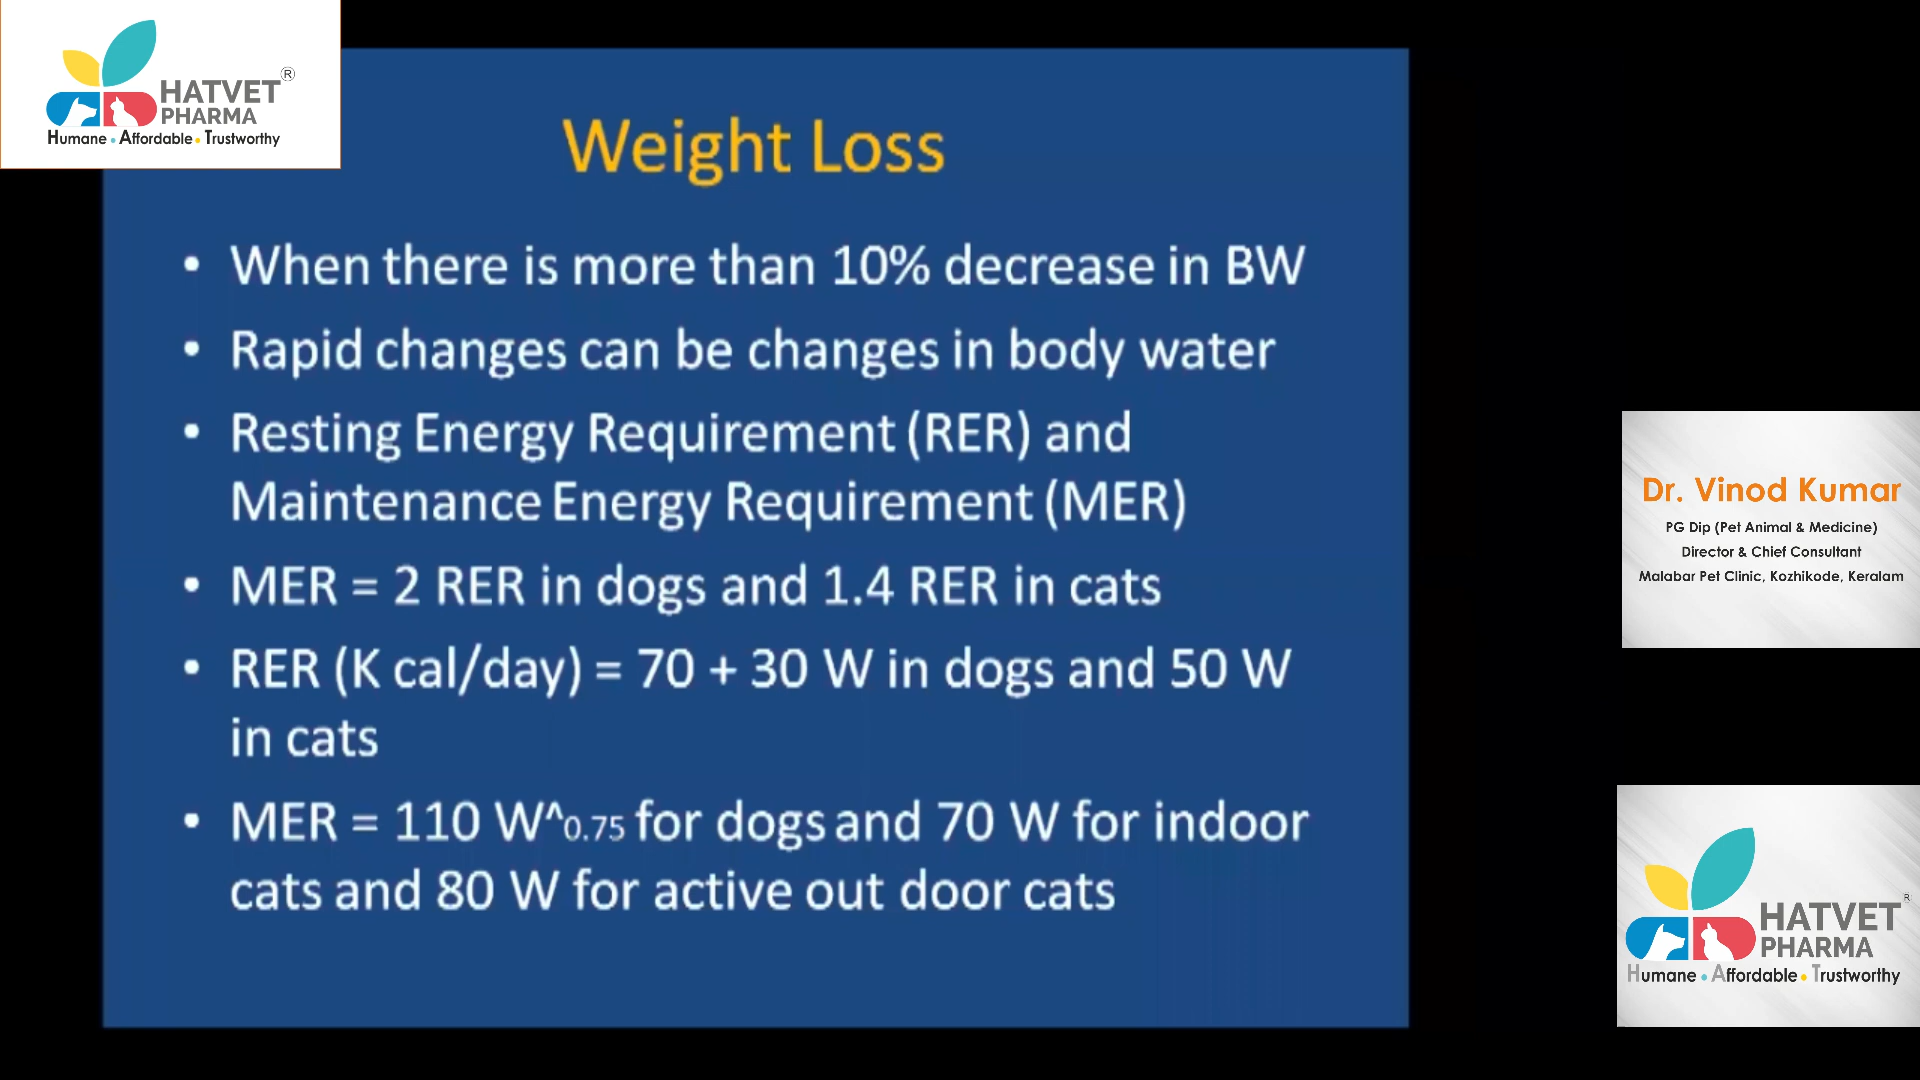 HATVET®
PHARMA
Humane • Affordable • Trustworthy
Weight Loss
• When there is more than 10% decrease in BW
• Rapid changes can be changes in body water
• Resting Energy Requirement (RER) and
Maintenance Energy Requirement (MER)
• MER = 2 RER in dogs and 1.4 RER in cats
• RER (K cal/day) = 70 + 30 W in dogs and 50 W
in cats
• MER = 110 W^0.75 for dogs and 70 W for indoor
cats and 80 W for active out door cats
Dr. Vinod Kumar
PG Dip (Pet Animal & Medicine)
Director & Chief Consultant
Malabar Pet Clinic, Kozhikode, Keralam
HATVET®
PHARMA
Humane • Affordable • Trustworthy